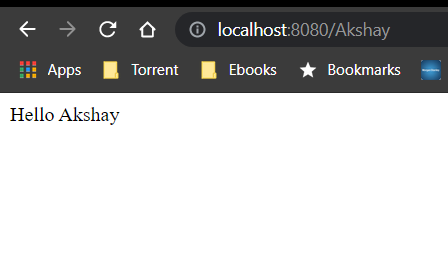 localhost:8080/Akshay
Apps Torrent Ebooks Bookmarks
Hello Akshay